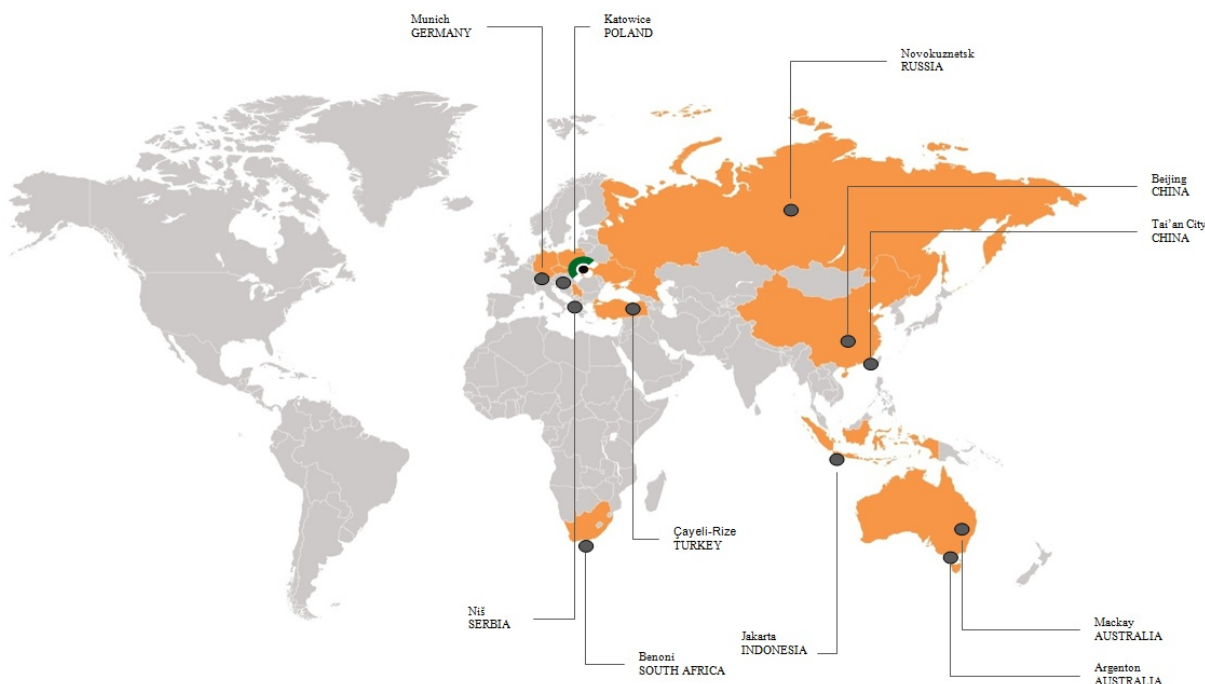 Munich
GERMANY
Katowice
POLAND
Novokuznetsk
RUSSIA
Beijing
CHINA
Tai’an City
CHINA
Çayeli-Rize
TURKEY
Niš
SERBIA
Benoni
SOUTH AFRICA
Jakarta
INDONESIA
Mackay
AUSTRALIA
Argenton
AUSTRALIA